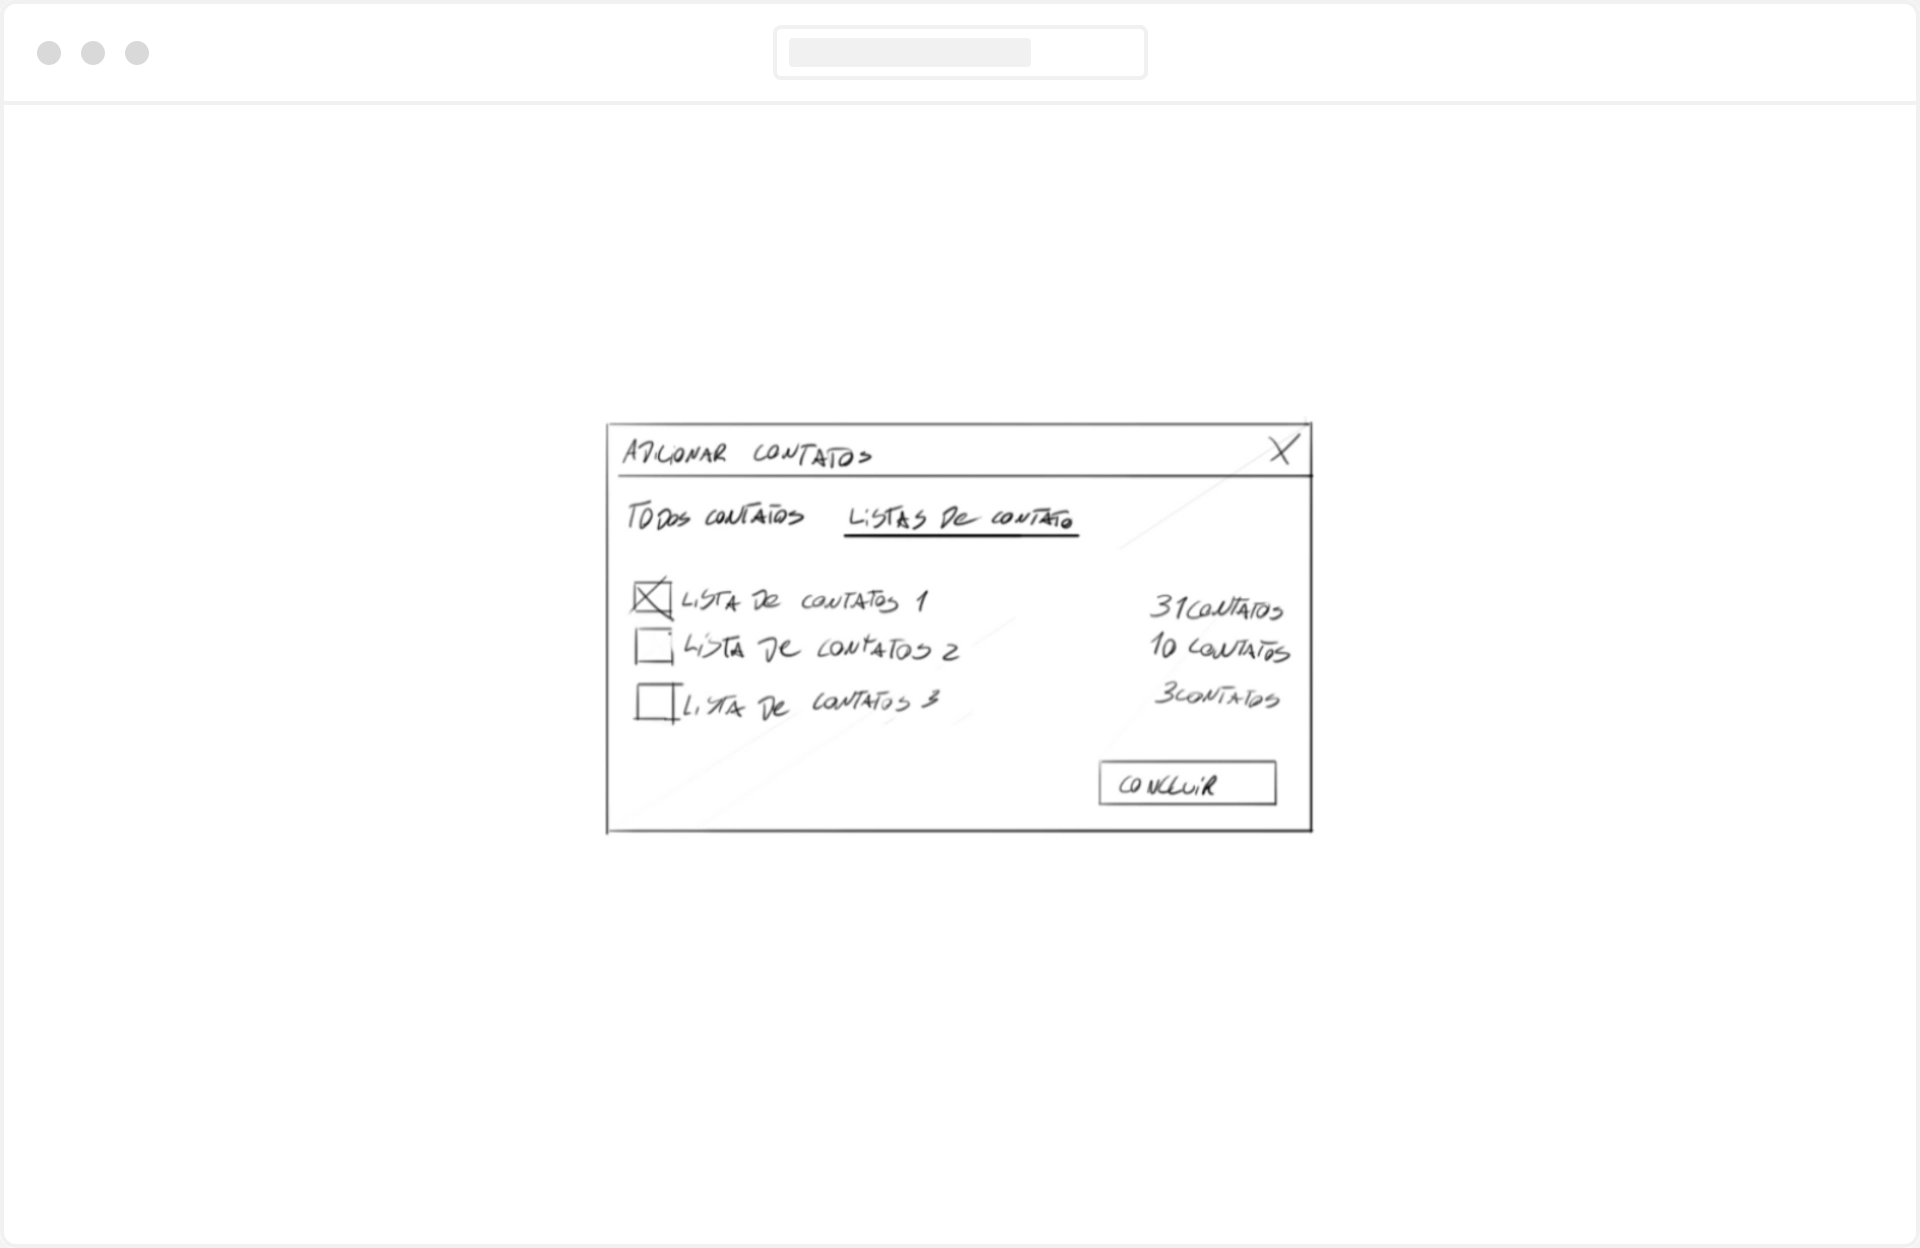 ADICIONAR CONTATOS X
TODOS CONTATOS LISTAS DE CONTATO
LISTA DE CONTATOS 1 31 CONTATOS
LISTA DE CONTATOS 2 10 CONTATOS
LISTA DE CONTATOS 3 3 CONTATOS
CONCLUIR